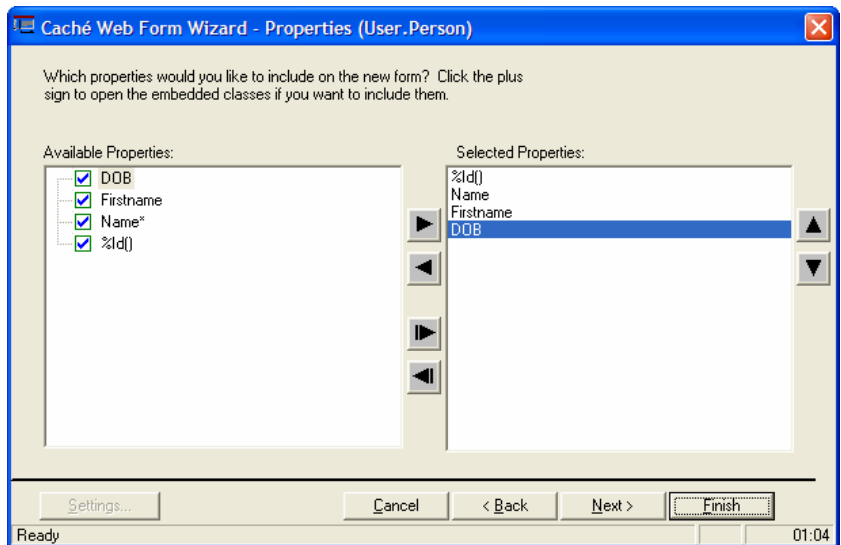 Caché Web Form Wizard - Properties (User.Person)
Which properties would you like to include on the new form? Click the plus
sign to open the embedded classes if you want to include them.
Available Properties:
DOB
Firstname
Name*
%Id()
Selected Properties:
%Id()
Name
Firstname
DOB
Settings...
Cancel
< Back
Next >
Finish
Ready
01:04